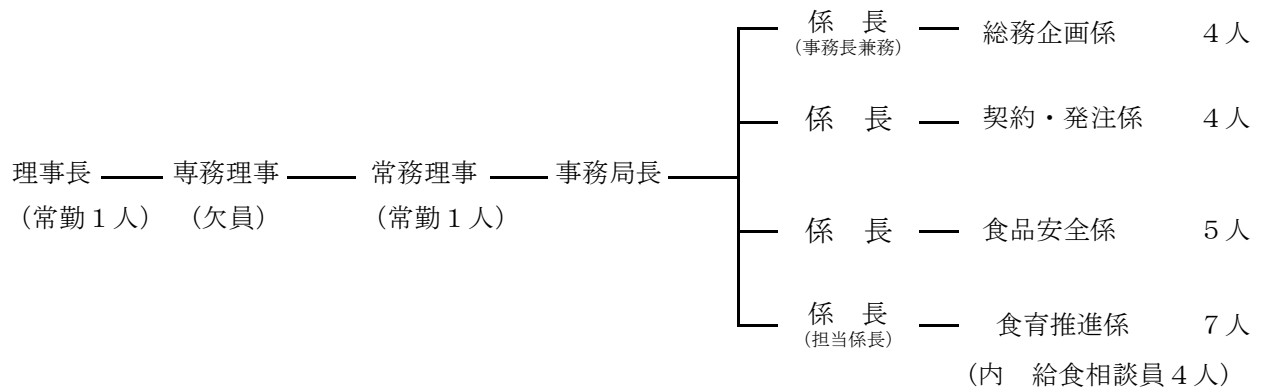 係　長 総務企画係 ４人
（事務長兼務）
係　長 契約・発注係 ４人
理事長 専務理事 常務理事 事務局長
（常勤１人） （欠員） （常勤１人）
係　長 食品安全係 ５人
係　長 食育推進係 ７人
（担当係長）
（内　給食相談員４人）